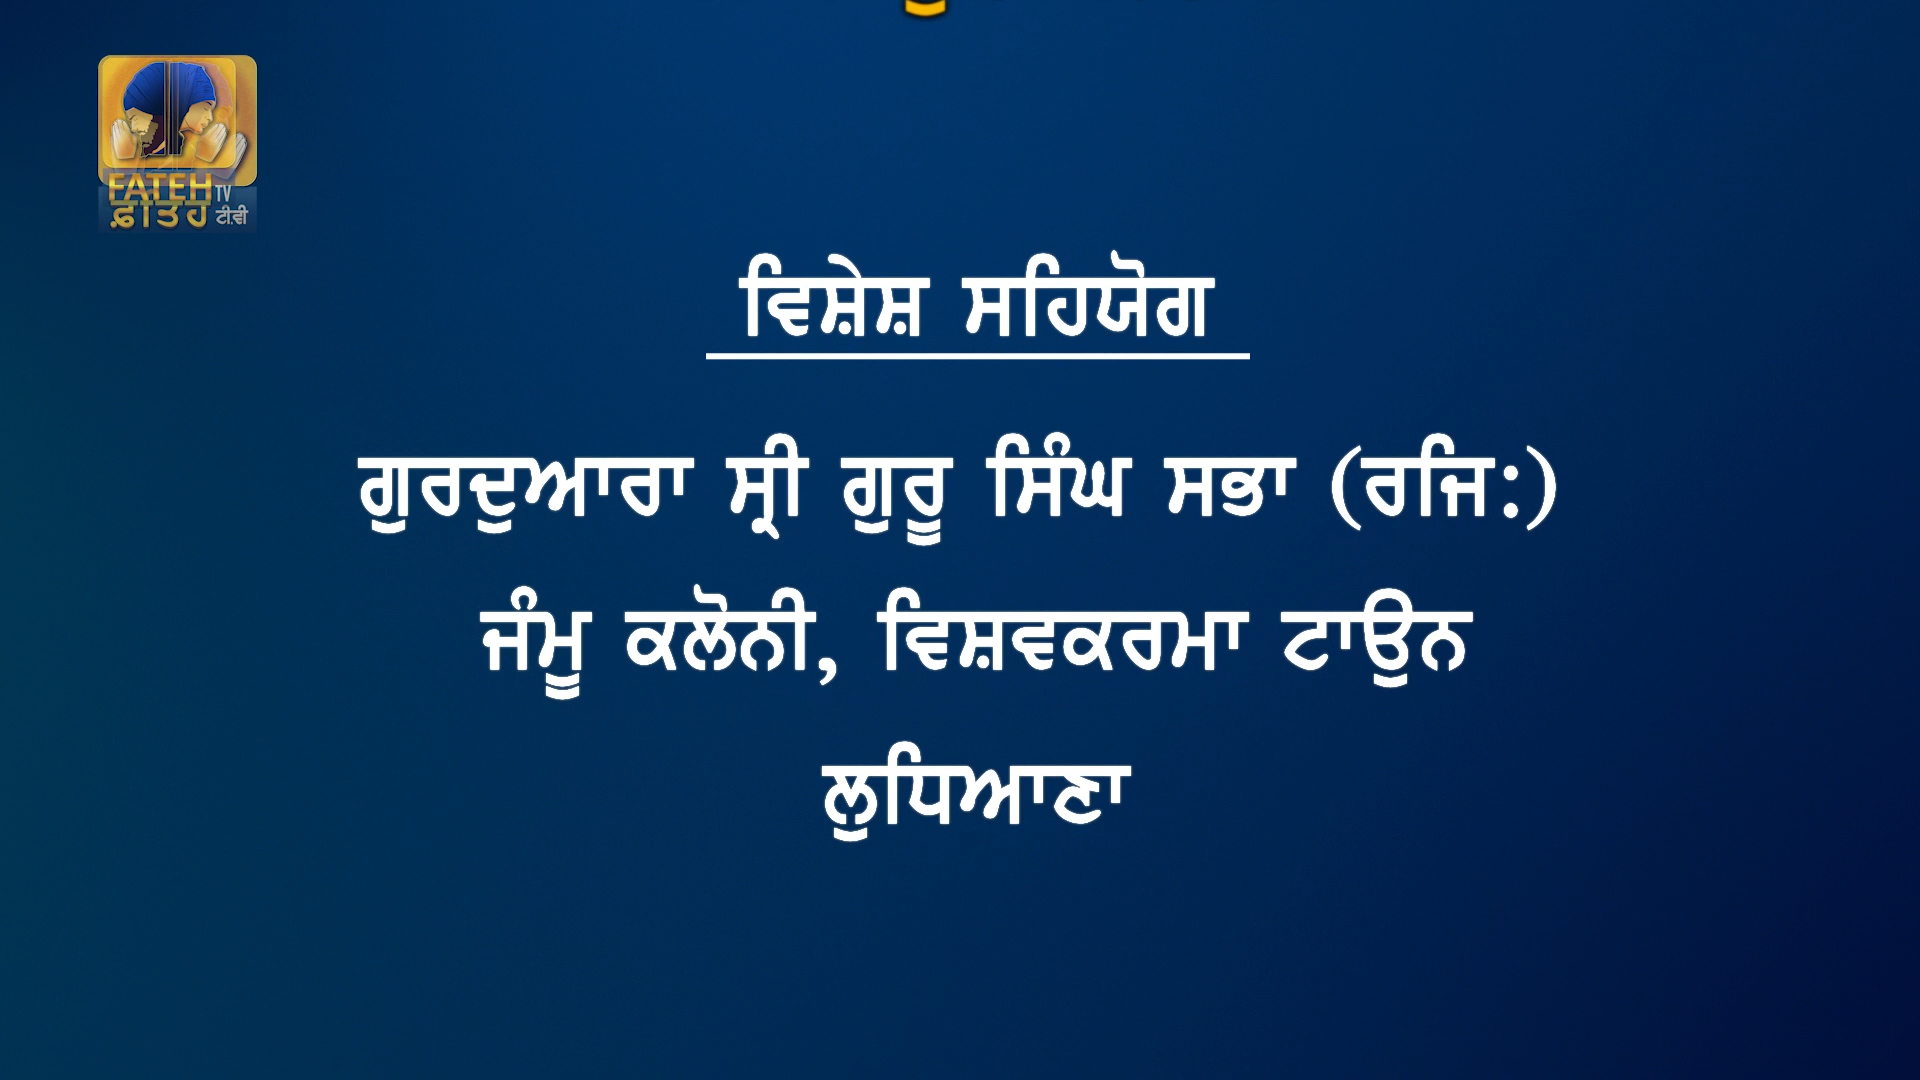 FATEH TV
ਫ਼ਤਿਹ ਟੀ.ਵੀ
ਵਿਸ਼ੇਸ਼ ਸਹਿਯੋਗ
ਗੁਰਦੁਆਰਾ ਸ੍ਰੀ ਗੁਰੂ ਸਿੰਘ ਸਭਾ (ਰਜਿ:)
ਜੰਮੂ ਕਲੋਨੀ, ਵਿਸ਼ਵਕਰਮਾ ਟਾਉਨ
ਲੁਧਿਆਣਾ